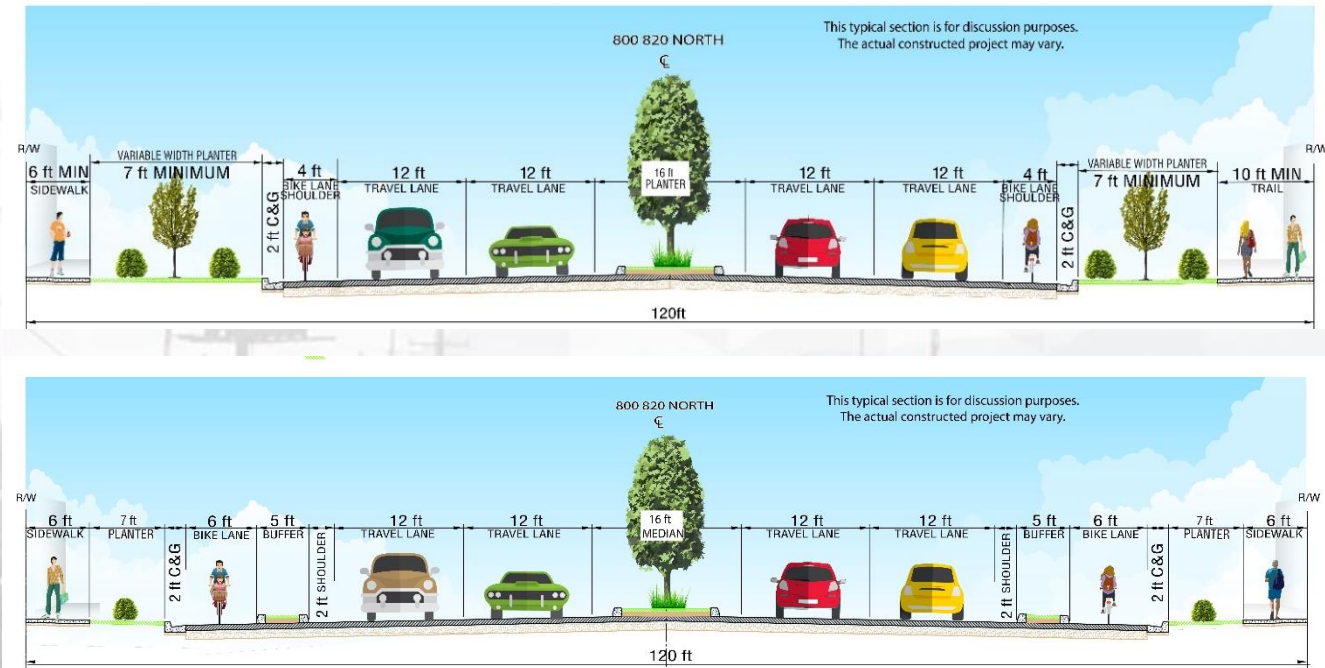 This typical section is for discussion purposes.
The actual constructed project may vary.
800 820 NORTH
℄
R/W
R/W
6 ft MIN
SIDEWALK
VARIABLE WIDTH PLANTER
7 ft MINIMUM
2 ft C&G
4 ft
BIKE LANE
SHOULDER
12 ft
TRAVEL LANE
12 ft
TRAVEL LANE
16 ft
PLANTER
12 ft
TRAVEL LANE
12 ft
TRAVEL LANE
4 ft
BIKE LANE
SHOULDER
2 ft C&G
VARIABLE WIDTH PLANTER
7 ft MINIMUM
10 ft MIN
TRAIL
120ft
This typical section is for discussion purposes.
The actual constructed project may vary.
800 820 NORTH
℄
R/W
R/W
6 ft
SIDEWALK
7 ft
PLANTER
2 ft C&G
6 ft
BIKE LANE
5 ft
BUFFER
2 ft SHOULDER
12 ft
TRAVEL LANE
12 ft
TRAVEL LANE
16 ft
MEDIAN
12 ft
TRAVEL LANE
12 ft
TRAVEL LANE
2 ft SHOULDER
5 ft
BUFFER
6 ft
BIKE LANE
2 ft C&G
7 ft
PLANTER
6 ft
SIDEWALK
120 ft